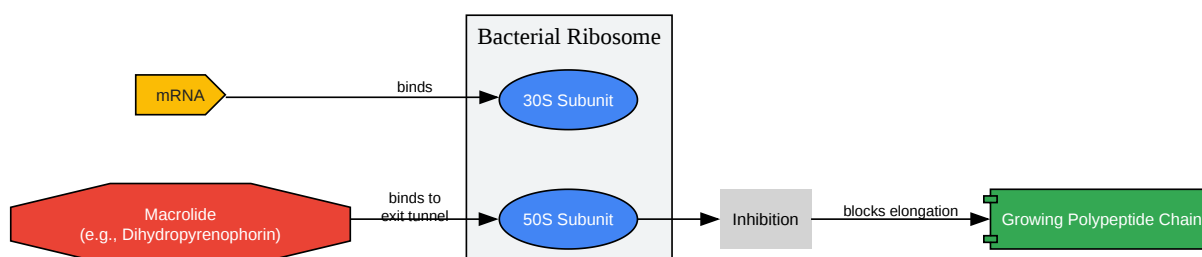 Bacterial Ribosome
mRNA
binds
30S Subunit
Macrolide
(e.g., Dihydropyrenophorin)
binds to
exit tunnel
50S Subunit
Inhibition
blocks elongation
Growing Polypeptide Chain